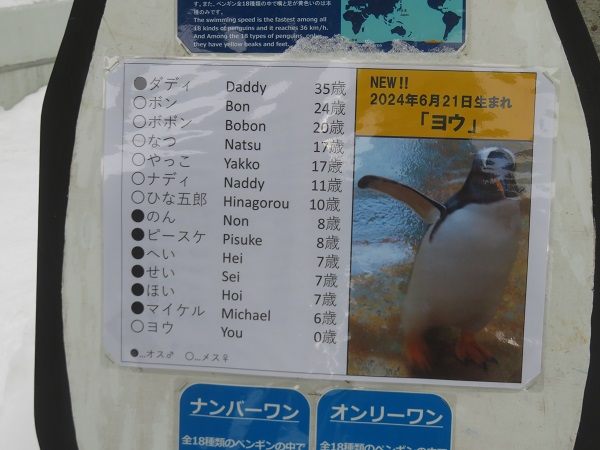 す。また、ペンギン全18種類の中で嘴と足が黄色いのは本
種のみです。
The swimming speed is the fastest among all
18 kinds of penguins and it reaches 36 km/h.
And Among the 18 types of penguins, only
they have yellow beaks and feet.
●ダディ Daddy 35歳
○ボン Bon 24歳
○ボボン Bobon 20歳
○なつ Natsu 17歳
○やっこ Yakko 17歳
○ナディ Naddy 11歳
○ひな五郎 Hinagorou 10歳
●のん Non 8歳
●ピースケ Pisuke 8歳
●へい Hei 7歳
●せい Sei 7歳
●ほい Hoi 7歳
●マイケル Michael 6歳
○ヨウ You 0歳
●…オス♂ ○…メス♀
NEW!!
2024年6月21日生まれ
「ヨウ」
ナンバーワン
全18種類のペンギンの中で
オンリーワン
全18種類のペンギンの中で